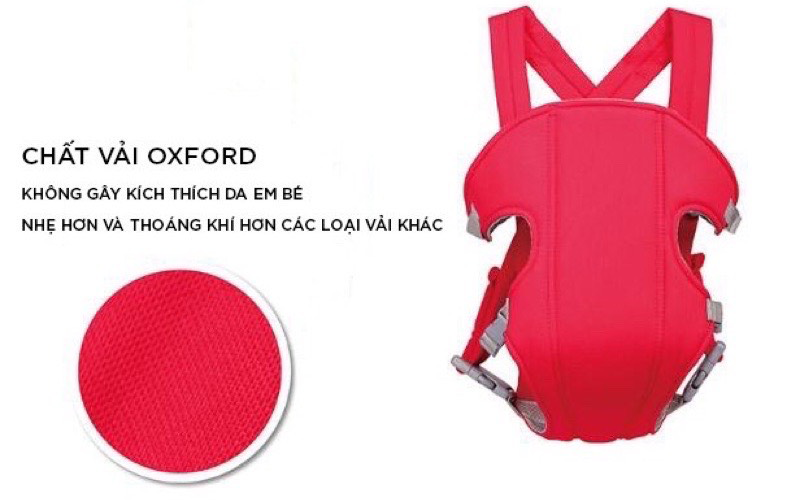 CHẤT VẢI OXFORD
KHÔNG GÂY KÍCH THÍCH DA EM BÉ
NHẸ HƠN VÀ THOÁNG KHÍ HƠN CÁC LOẠI VẢI KHÁC